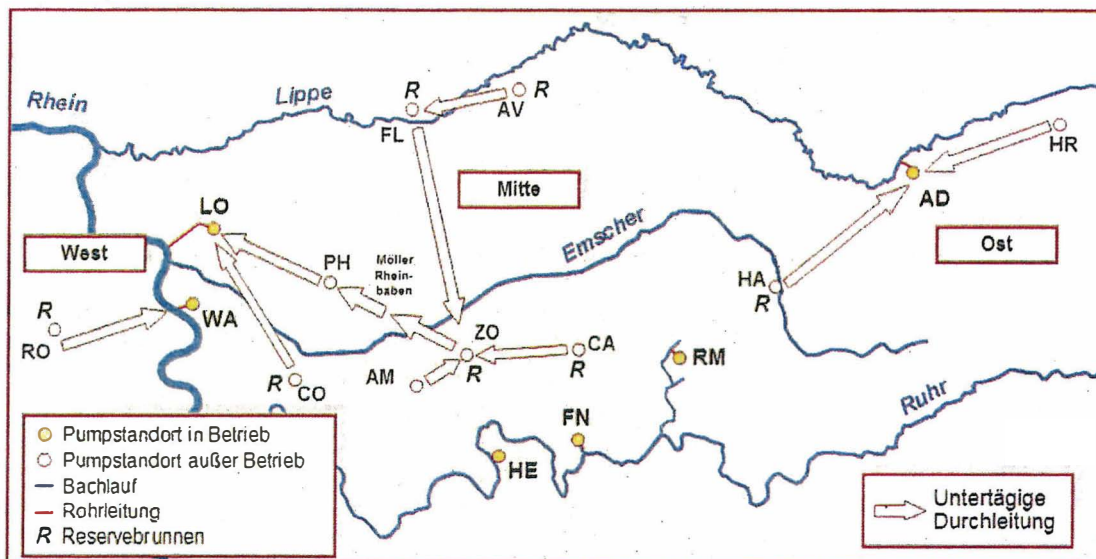 Rhein
Lippe
R
AV
R
FL
HR
AD
Mitte
LO
West
Emscher
Ost
PH
Möller
Rhein-
baben
HA
R
WA
R
RO
ZO
R
CA
R
RM
AM
R
CO
FN
HE
Ruhr
Pumpstandort in Betrieb
Pumpstandort außer Betrieb
Bachlauf
Rohrleitung
R Reservebrunnen
Untertägige
Durchleitung